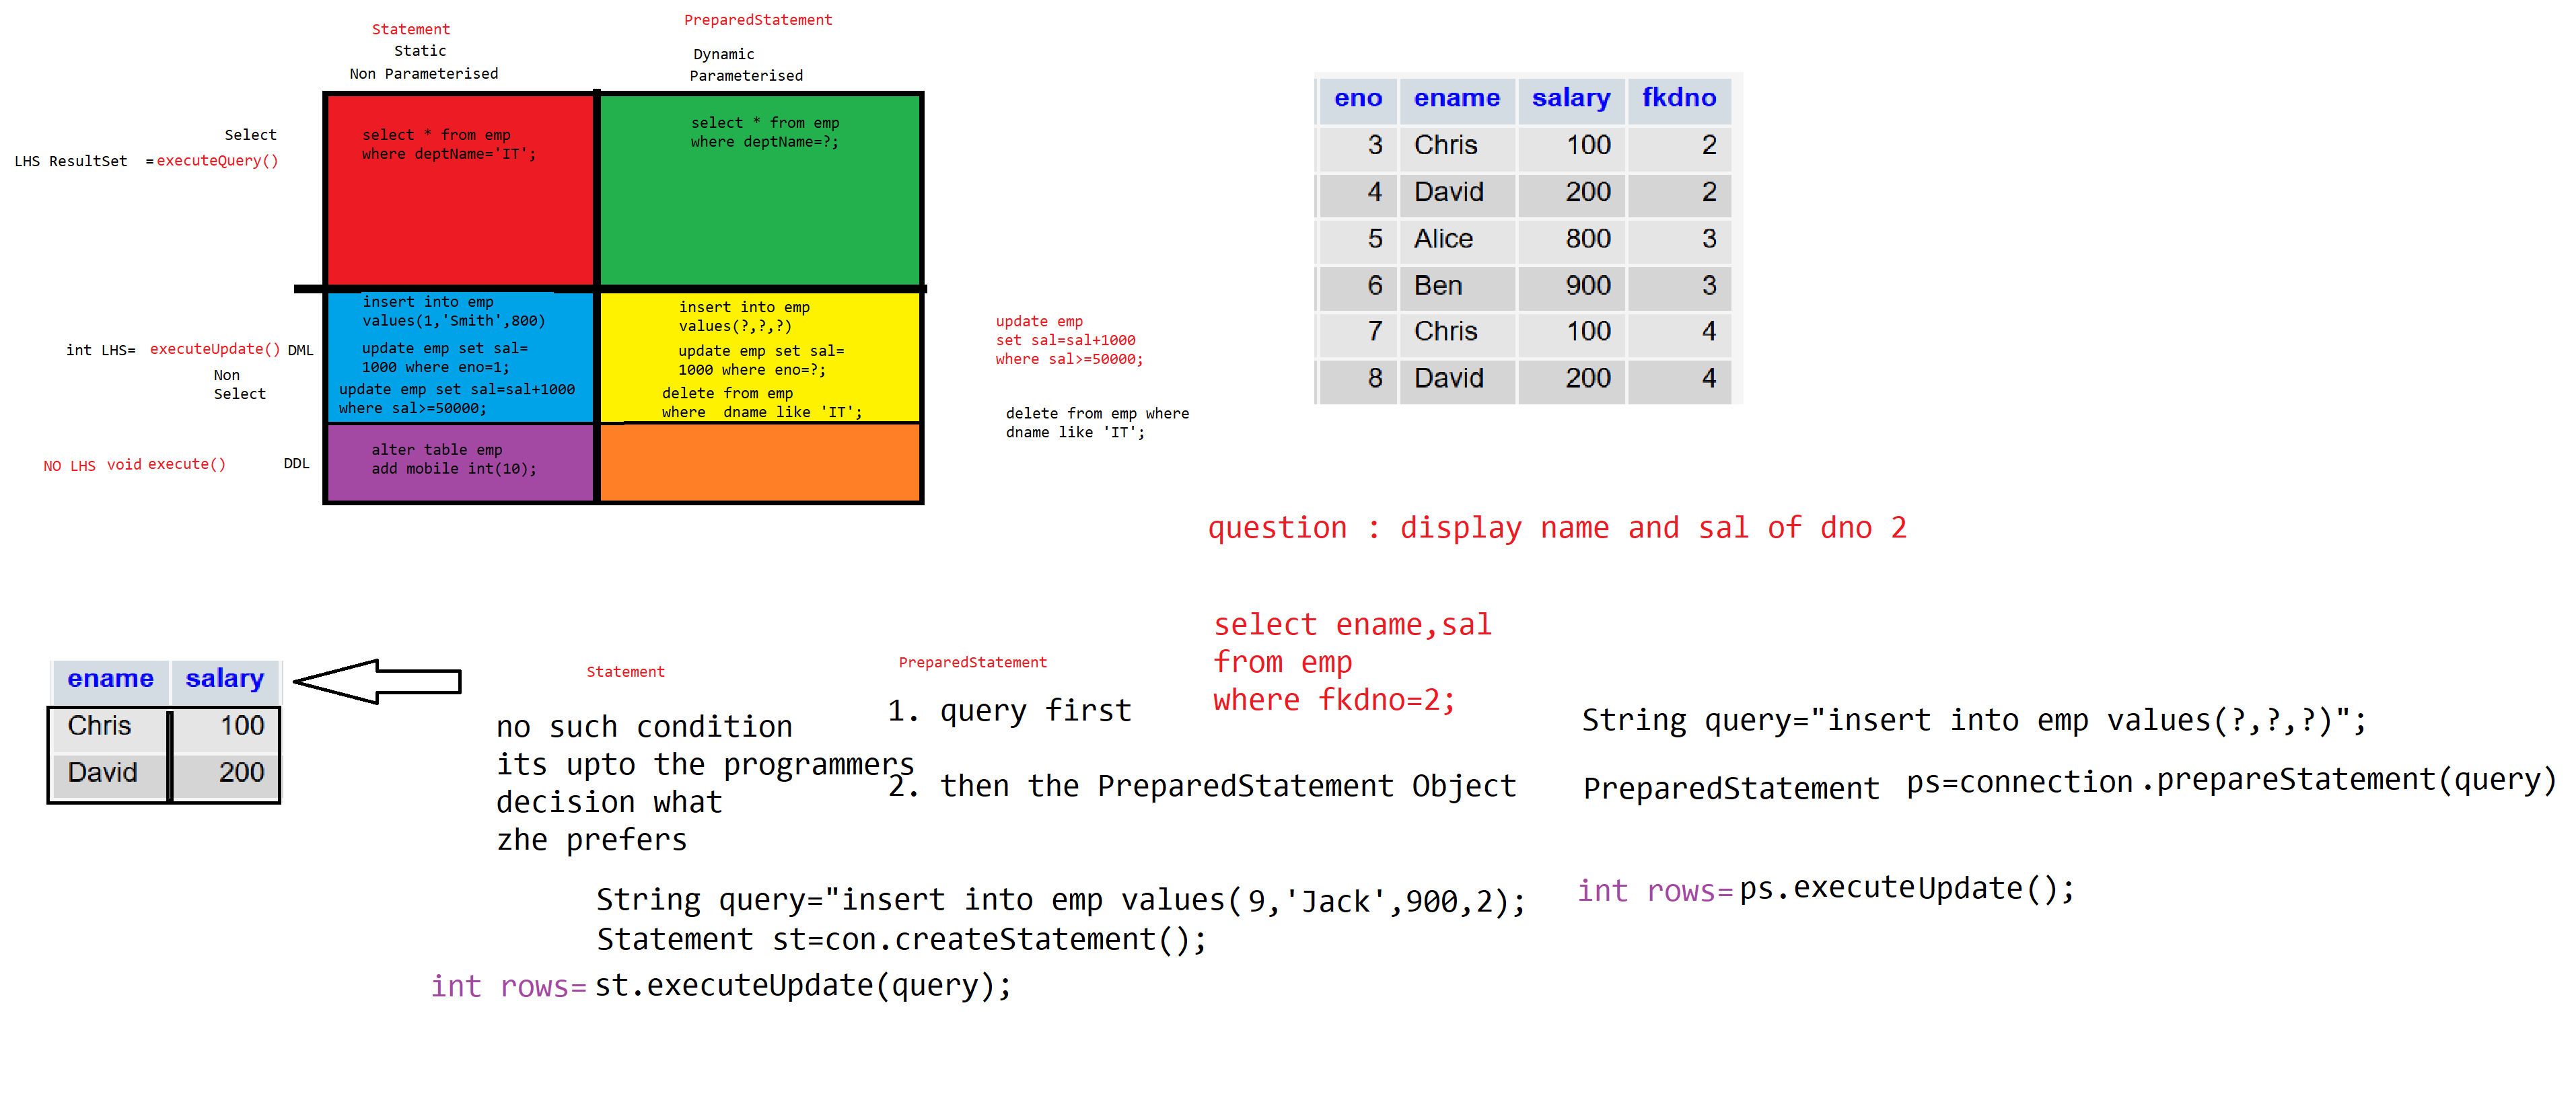 Statement
Static
Non Parameterised
PreparedStatement
Dynamic
Parameterised
Select
LHS ResultSet =executeQuery()
select * from emp
where deptName='IT';
select * from emp
where deptName=?;
int LHS= executeUpdate() DML
Non
Select
insert into emp
values(1,'Smith',800)
update emp set sal=
1000 where eno=1;
update emp set sal=sal+1000
where sal>=50000;
insert into emp
values(?,?,?)
update emp set sal=
1000 where eno=?;
delete from emp
where dname like 'IT';
NO LHS void execute() DDL
alter table emp
add mobile int(10);
update emp
set sal=sal+1000
where sal>=50000;
delete from emp where
dname like 'IT';
eno ename salary fkdno
3 Chris 100 2
4 David 200 2
5 Alice 800 3
6 Ben 900 3
7 Chris 100 4
8 David 200 4
question : display name and sal of dno 2
select ename,sal
from emp
where fkdno=2;
ename salary
Chris 100
David 200
Statement
no such condition
its upto the programmers
decision what
zhe prefers
PreparedStatement
1. query first
2. then the PreparedStatement Object
String query="insert into emp values(?,?,?)";
PreparedStatement ps=connection.prepareStatement(query)
int rows=ps.executeUpdate();
String query="insert into emp values(9,'Jack',900,2);
Statement st=con.createStatement();
int rows=st.executeUpdate(query);